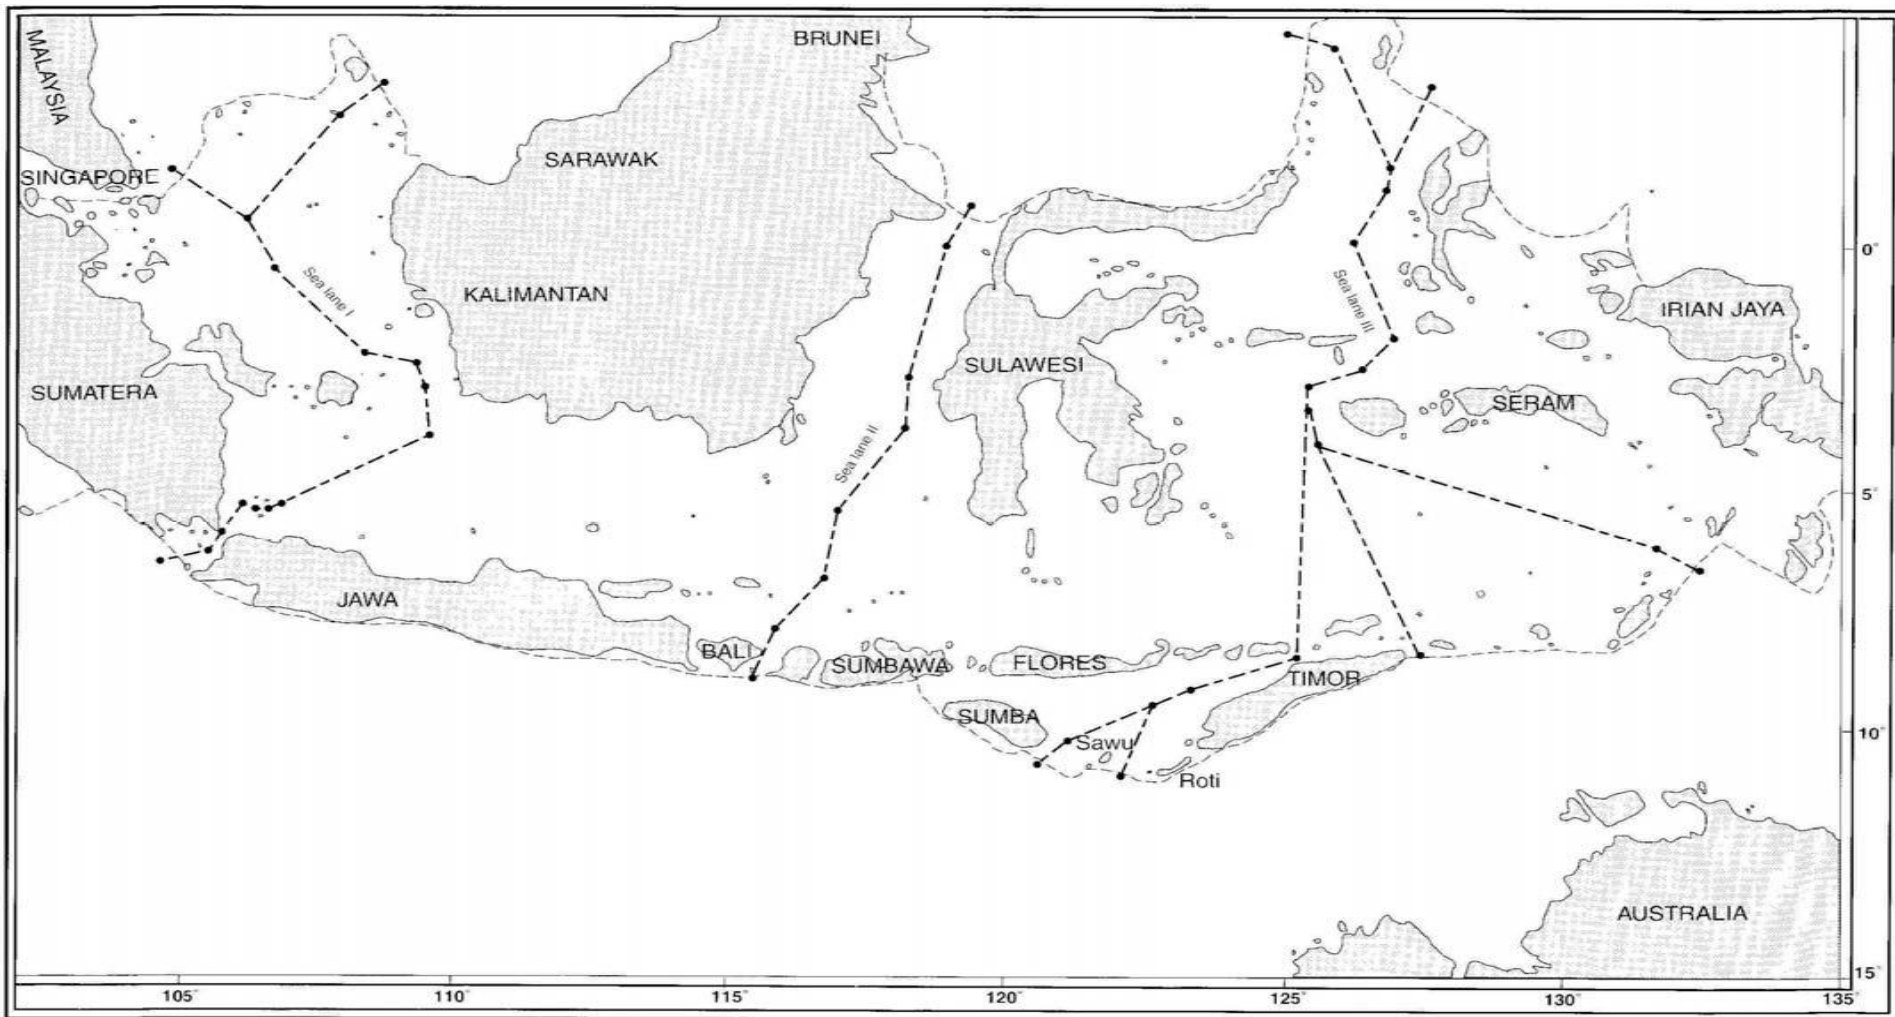 MALAYSIA
BRUNEI
SARAWAK
SINGAPORE
0°
Sea lane I
KALIMANTAN
Sea lane III
IRIAN JAYA
SUMATERA
SULAWESI
SERAM
Sea lane II
5°
JAWA
BALI
SUMBAWA
FLORES
TIMOR
SUMBA
Sawu
10°
Roti
AUSTRALIA
15°
105°
110°
115°
120°
125°
130°
135°